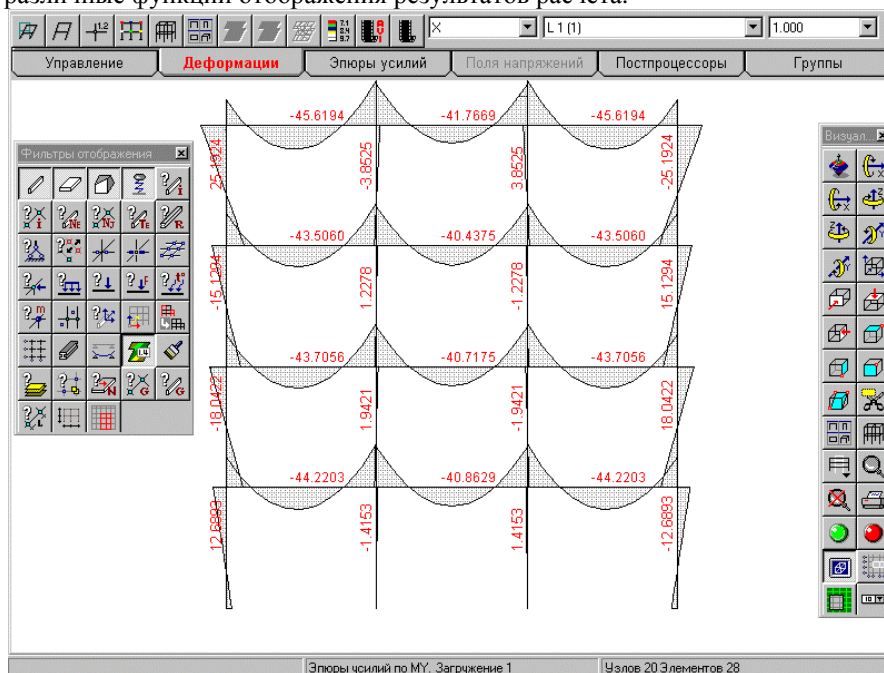 различные функции отображения результатов расчета.
X L 1 (1) 1.000
Управление Деформации Эпюры усилий Поля напряжений Постпроцессоры Группы
-45.6194 -41.7669 -45.6194
Фильтры отображения
Визуал...
25.1924 -3.8525 3.8525 -25.1924
-43.5060 -40.4375 -43.5060
-15.1294 1.2278 -1.2278 15.1294
-43.7056 -40.7175 -43.7056
-18.0422 1.9421 -1.9421 18.0422
-44.2203 -40.8629 -44.2203
12.6893 -1.4153 1.4153 -12.6893
Эпюры усилий по MY. Загружение 1 Узлов 20 Элементов 28